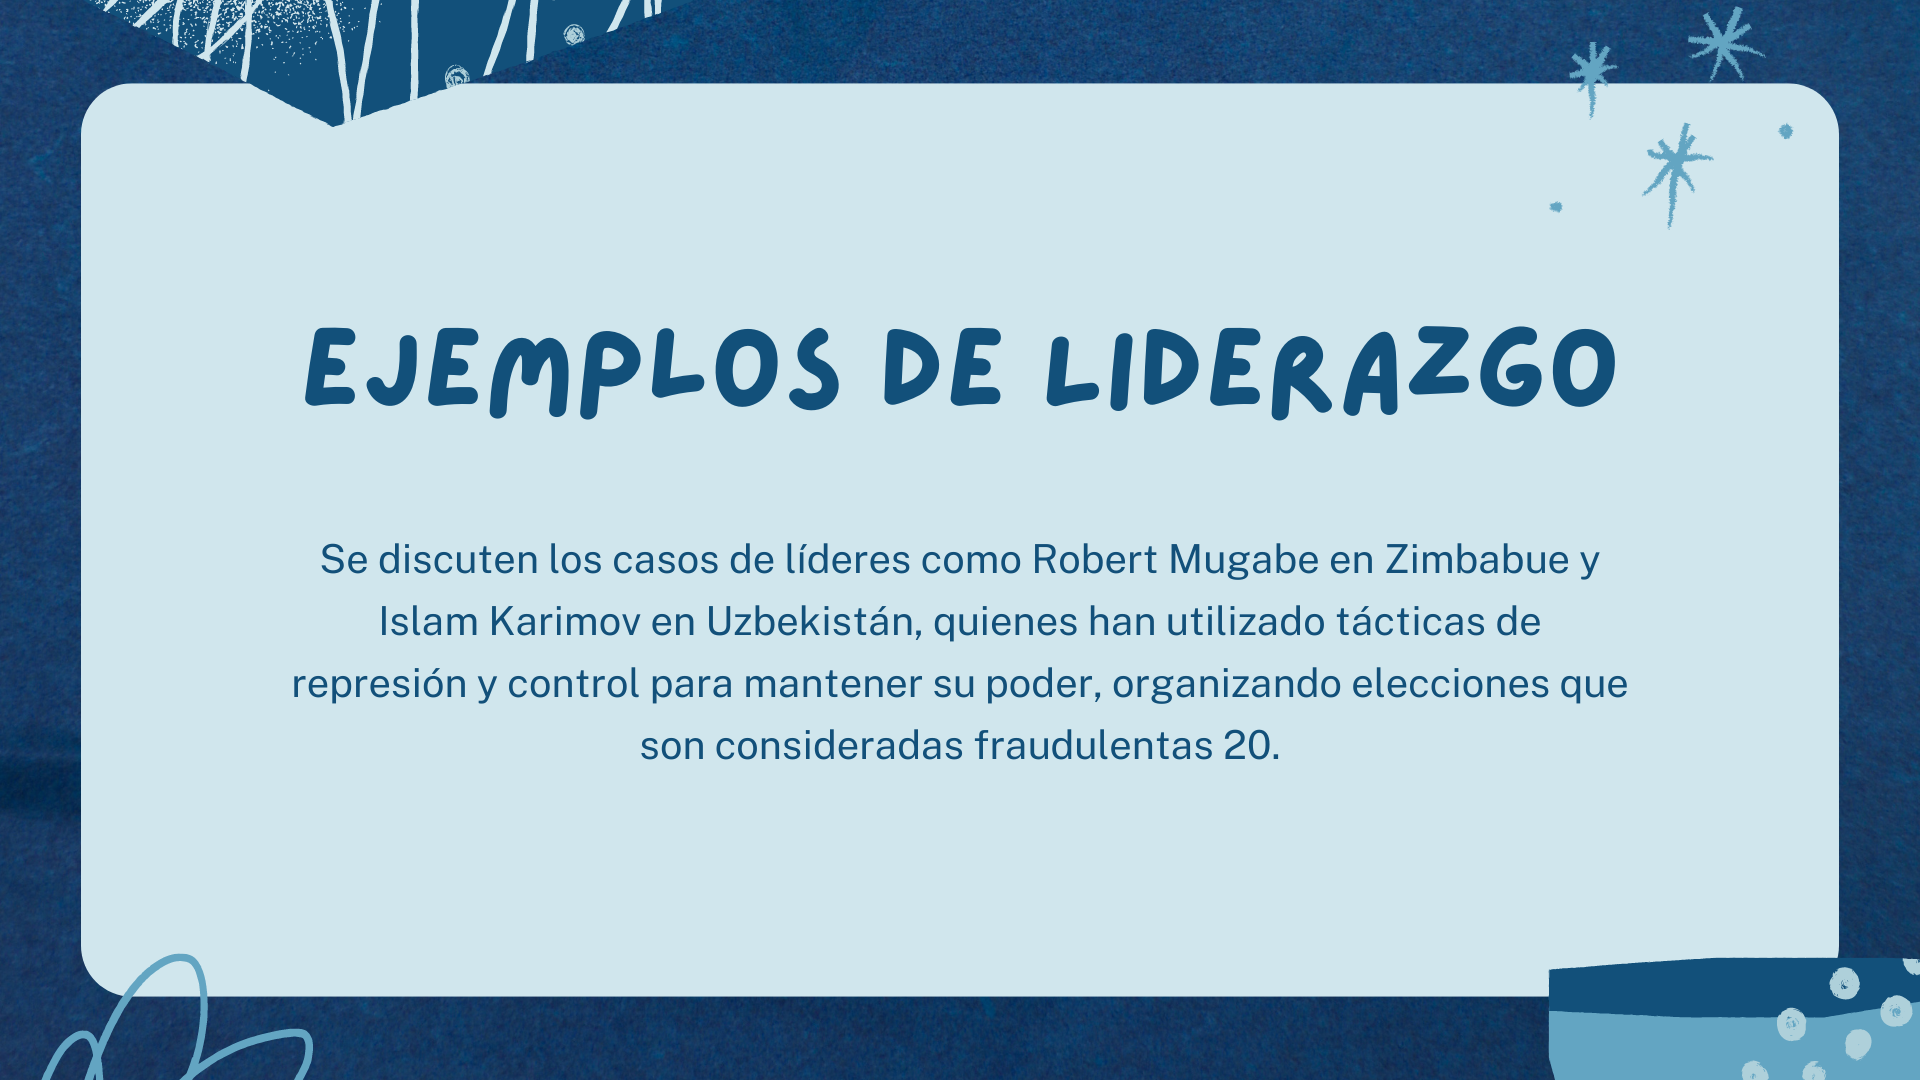 EJEMPLOS DE LIDERAZGO
Se discuten los casos de líderes como Robert Mugabe en Zimbabue y
Islam Karimov en Uzbekistán, quienes han utilizado tácticas de
represión y control para mantener su poder, organizando elecciones que
son consideradas fraudulentas 20.